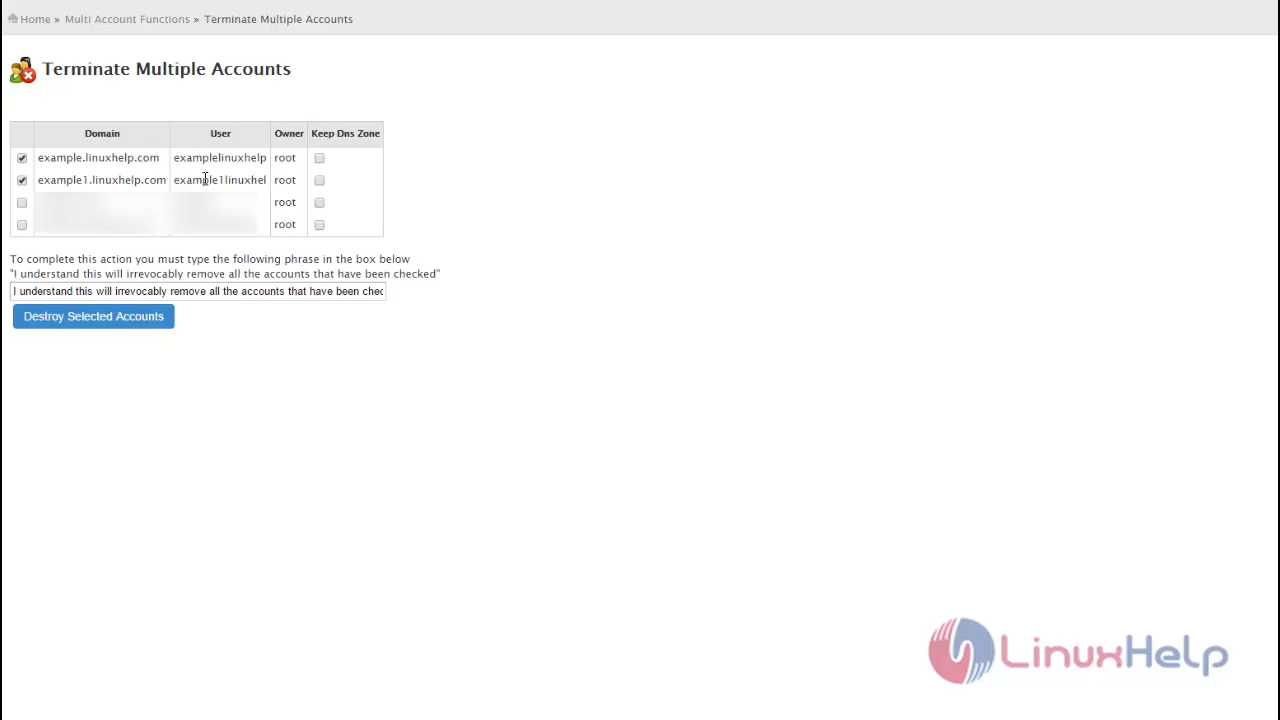 Home » Multi Account Functions » Terminate Multiple Accounts
Terminate Multiple Accounts
Domain User Owner Keep Dns Zone
example.linuxhelp.com examplelinuxhelp root
example1.linuxhelp.com example1linuxhel root
root
root
To complete this action you must type the following phrase in the box below
"I understand this will irrevocably remove all the accounts that have been checked"
I understand this will irrevocably remove all the accounts that have been chec
Destroy Selected Accounts
LinuxHelp